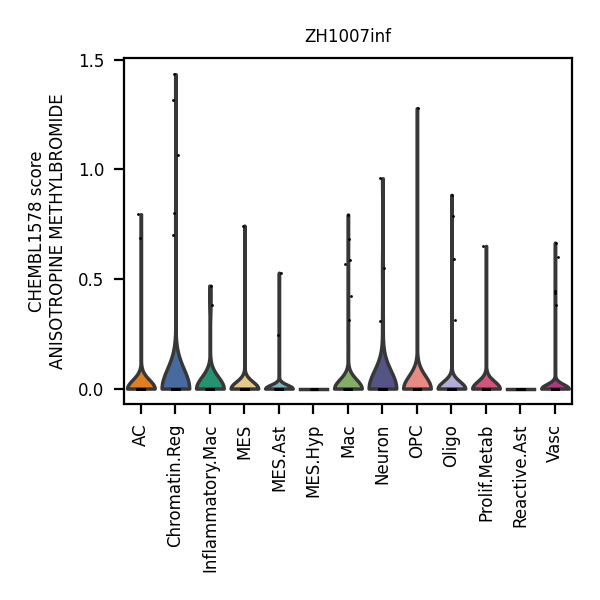 ZH1007inf
CHEMBL1578 score
ANISOTROPINE METHYLBROMIDE
1.5
1.0
0.5
0.0
AC
Chromatin.Reg
Inflammatory.Mac
MES
MES.Ast
MES.Hyp
Mac
Neuron
OPC
Oligo
Prolif.Metab
Reactive.Ast
Vasc